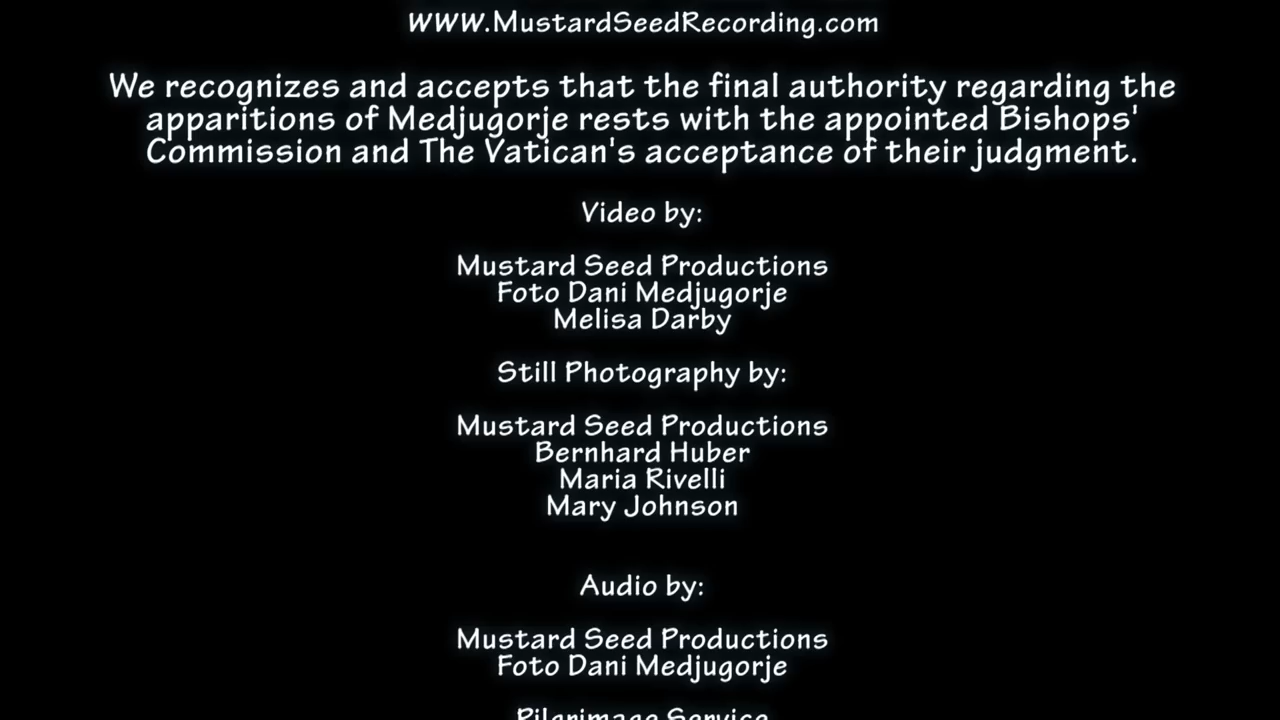 www.MustardSeedRecording.com
We recognizes and accepts that the final authority regarding the
apparitions of Medjugorje rests with the appointed Bishops'
Commission and The Vatican's acceptance of their judgment.
Video by:
Mustard Seed Productions
Foto Dani Medjugorje
Melisa Darby
Still Photography by:
Mustard Seed Productions
Bernhard Huber
Maria Rivelli
Mary Johnson
Audio by:
Mustard Seed Productions
Foto Dani Medjugorje
Pilgrimage Service